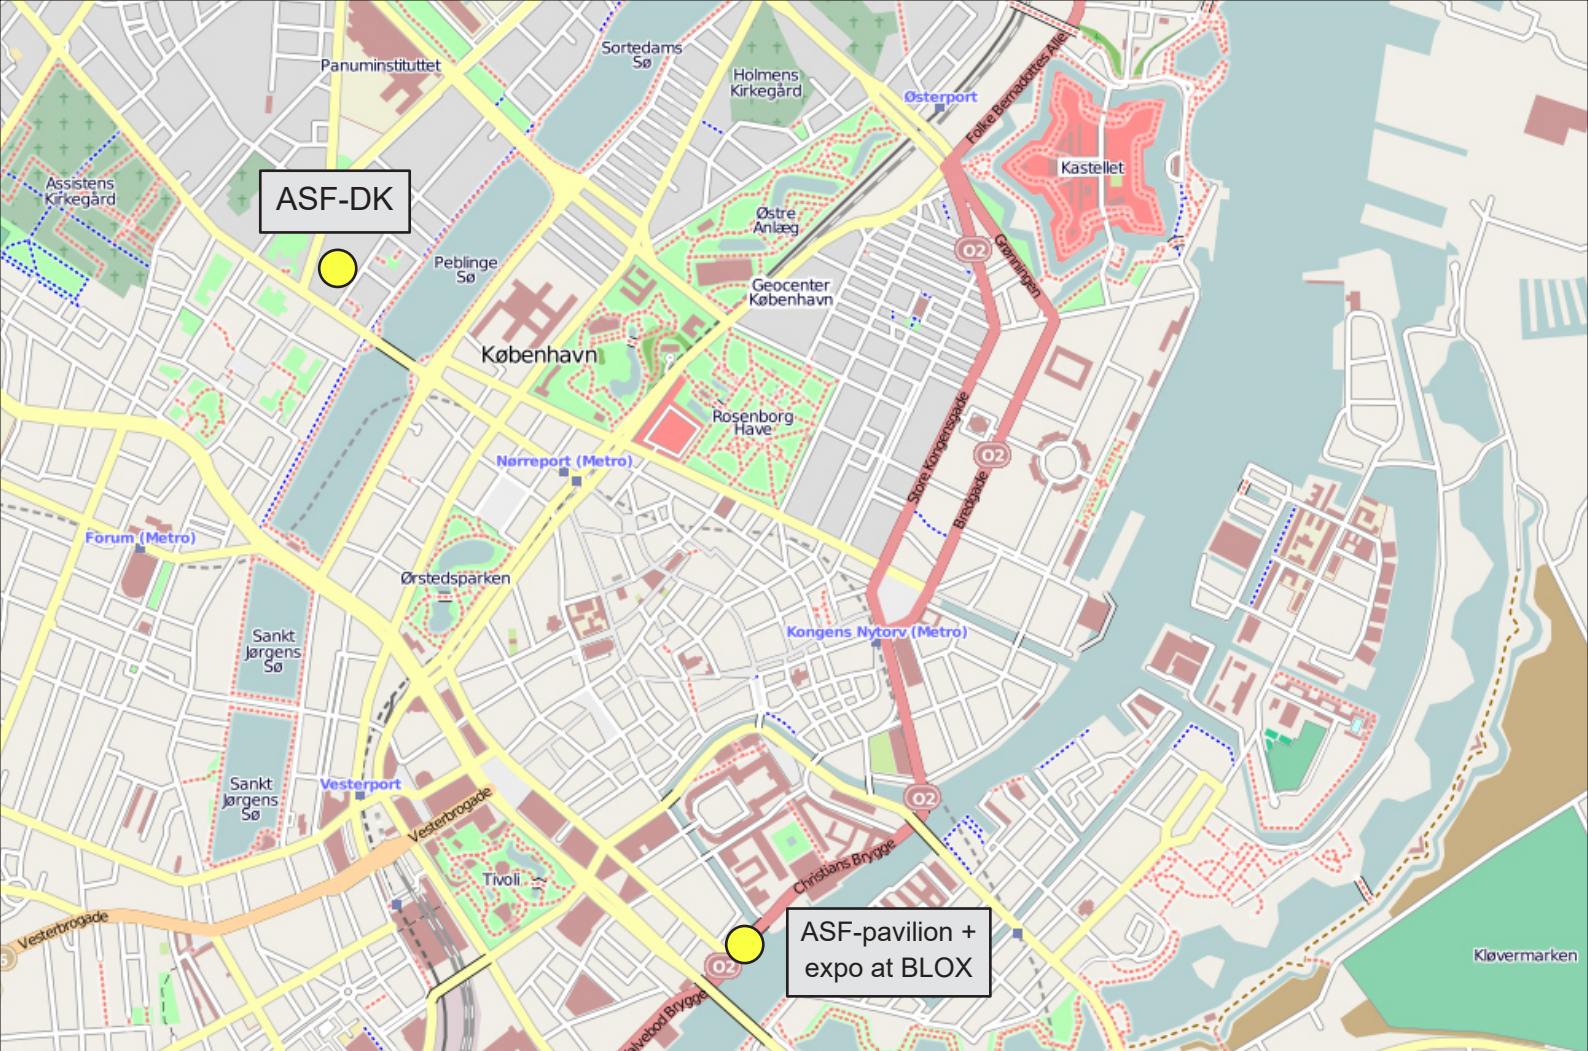 Sortedams
Sø
Panuminstituttet
Holmens
Kirkegård
Østerport
Folke Bernadottes Allé
Kastellet
Assistens
Kirkegård
ASF-DK
Østre
Anlæg
O2
Grønningen
Peblinge
Sø
Geocenter
København
København
Rosenborg
Have
Store Kongensgade
O2
Bredgade
Nørreport (Metro)
Forum (Metro)
Ørstedsparken
Kongens Nytorv (Metro)
Sankt
Jørgens
Sø
Sankt
Jørgens
Sø
Vesterport
Vesterbrogade
O2
Christians Brygge
Tivoli
Vesterbrogade
ASF-pavilion +
expo at BLOX
O2
Kløvermarken
alvebod Brygge